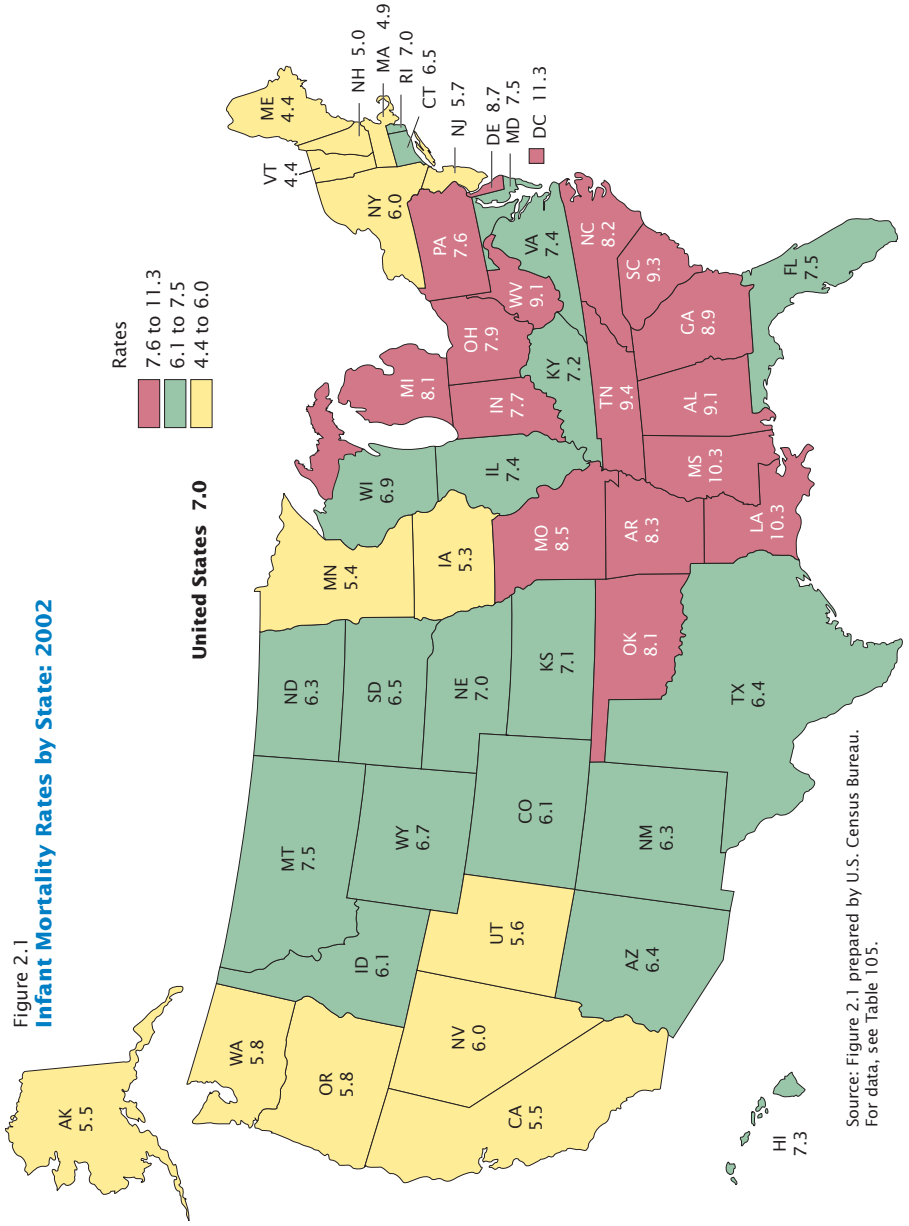 Figure 2.1
Infant Mortality Rates by State: 2002
United States 7.0
Rates
7.6 to 11.3
6.1 to 7.5
4.4 to 6.0
AK
5.5
WA
5.8
OR
5.8
CA
5.5
NV
6.0
ID
6.1
MT
7.5
WY
6.7
UT
5.6
AZ
6.4
CO
6.1
NM
6.3
ND
6.3
SD
6.5
NE
7.0
KS
7.1
OK
8.1
TX
6.4
MN
5.4
IA
5.3
MO
8.5
AR
8.3
LA
10.3
WI
6.9
IL
7.4
MI
8.1
IN
7.7
OH
7.9
KY
7.2
TN
9.4
MS
10.3
AL
9.1
GA
8.9
FL
7.5
SC
9.3
NC
8.2
VA
7.4
WV
9.1
PA
7.6
NY
6.0
VT
4.4
ME
4.4
NH 5.0
MA 4.9
RI 7.0
CT 6.5
NJ 5.7
DE 8.7
MD 7.5
DC 11.3
HI
7.3
Source: Figure 2.1 prepared by U.S. Census Bureau.
For data, see Table 105.